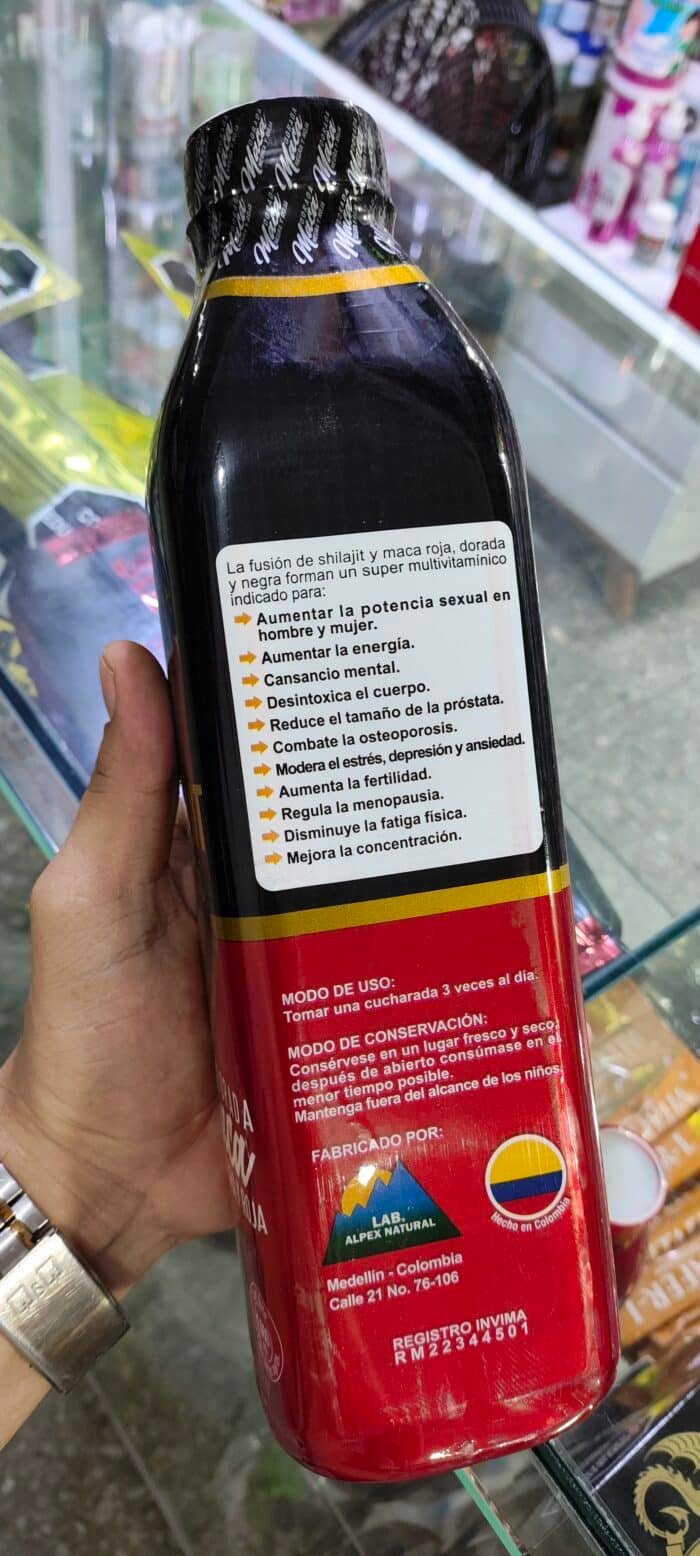 La fusión de shilajit y maca roja, dorada
y negra forman un super multivitamínico
indicado para:
Aumentar la potencia sexual en
hombre y mujer.
Aumentar la energía.
Cansancio mental.
Desintoxica el cuerpo.
Reduce el tamaño de la próstata.
Combate la osteoporosis.
Modera el estrés, depresión y ansiedad.
Aumenta la fertilidad.
Regula la menopausia.
Disminuye la fatiga física.
Mejora la concentración.
MODO DE USO:
Tomar una cucharada 3 veces al día.
MODO DE CONSERVACIÓN:
Consérvese en un lugar fresco y seco,
después de abierto consúmase en el
menor tiempo posible.
Mantenga fuera del alcance de los niños.
FABRICADO POR:
LAB.
ALPEX NATURAL
Hecho en Colombia
Medellín - Colombia
Calle 21 No. 76-106
REGISTRO INVIMA
RM22344501